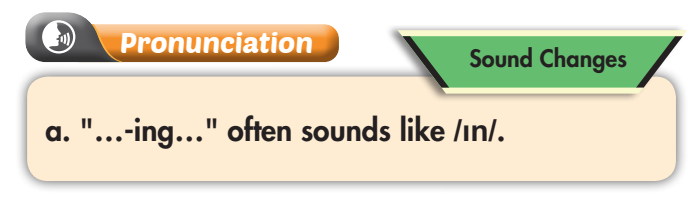 Pronunciation
Sound Changes
a. "...-ing..." often sounds like /ɪn/.